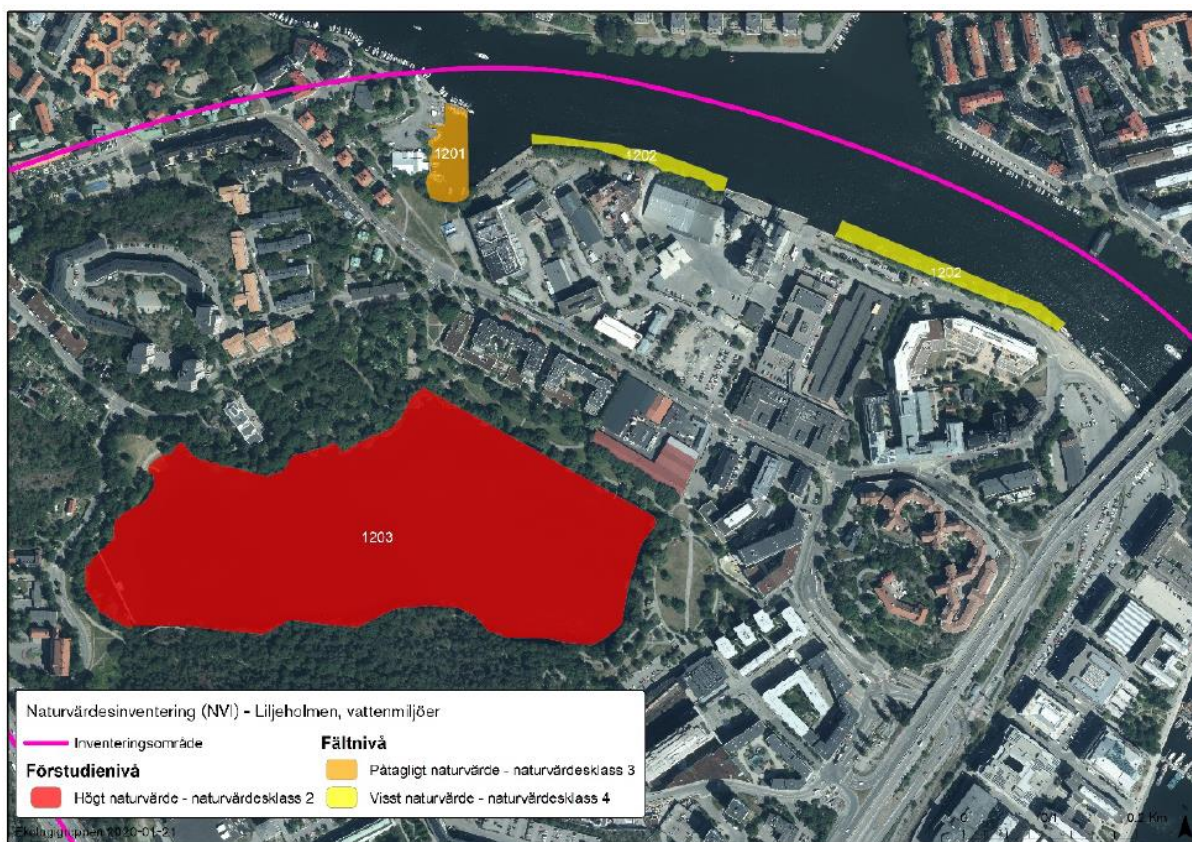 1201
1202
1202
1203
Naturvärdesinventering (NVI) - Liljeholmen, vattenmiljöer
Inventeringsområde
Fältnivå
Förstudienivå
Påtagligt naturvärde - naturvärdesklass 3
Högt naturvärde - naturvärdesklass 2
Visst naturvärde - naturvärdesklass 4
Ekologigruppen 2020-01-21
0 0,1 0,2 Km